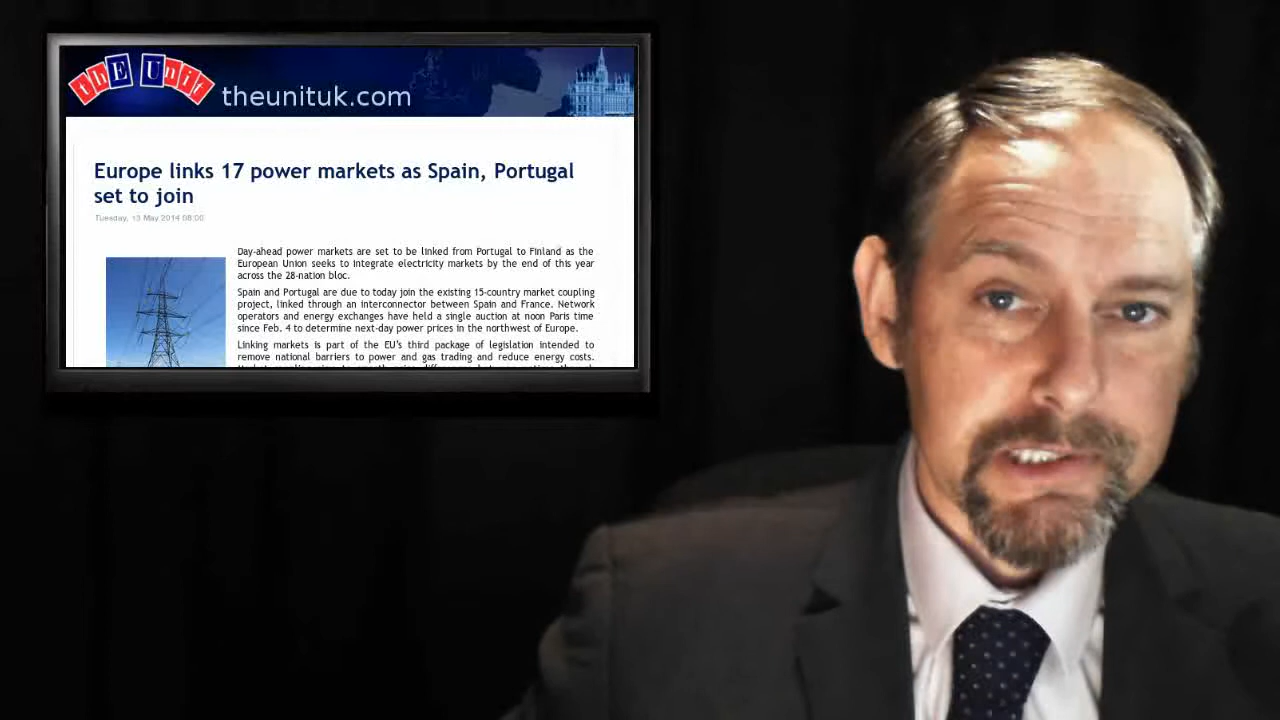 thE Unit
theunituk.com
Europe links 17 power markets as Spain, Portugal
set to join
Tuesday, 13 May 2014 08:00
Day-ahead power markets are set to be linked from Portugal to Finland as the
European Union seeks to integrate electricity markets by the end of this year
across the 28-nation bloc.
Spain and Portugal are due to today join the existing 15-country market coupling
project, linked through an interconnector between Spain and France. Network
operators and energy exchanges have held a single auction at noon Paris time
since Feb. 4 to determine next-day power prices in the northwest of Europe.
Linking markets is part of the EU's third package of legislation intended to
remove national barriers to power and gas trading and reduce energy costs.